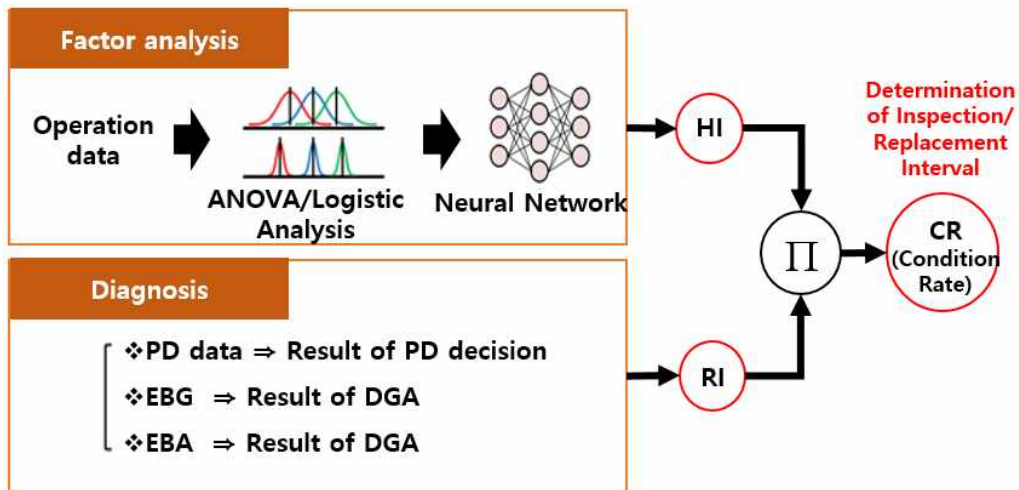 Factor analysis
Operation
data
ANOVA/Logistic
Analysis
Neural Network
HI
Determination
of Inspection/
Replacement
Interval
∏
CR
(Condition
Rate)
Diagnosis
❖PD data ⇒ Result of PD decision
❖EBG ⇒ Result of DGA
❖EBA ⇒ Result of DGA
RI